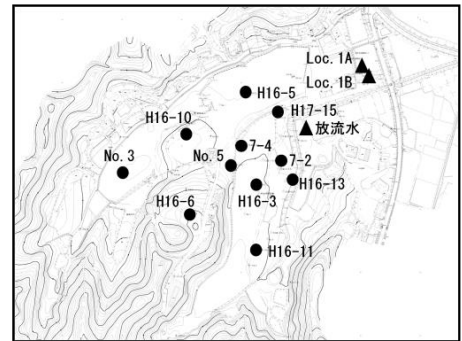 Loc. 1A
Loc. 1B
H16-5
H17-15
放流水
H16-10
7-4
No. 3
No. 5
7-2
H16-13
H16-3
H16-6
H16-11